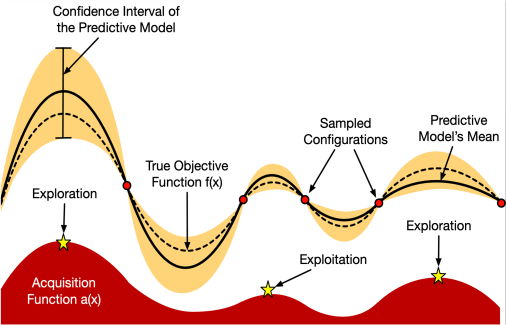 Confidence Interval of
the Predictive Model
Sampled
Configurations
Predictive
Model's Mean
True Objective
Function f(x)
Exploration
Exploration
Exploitation
Acquisition
Function a(x)